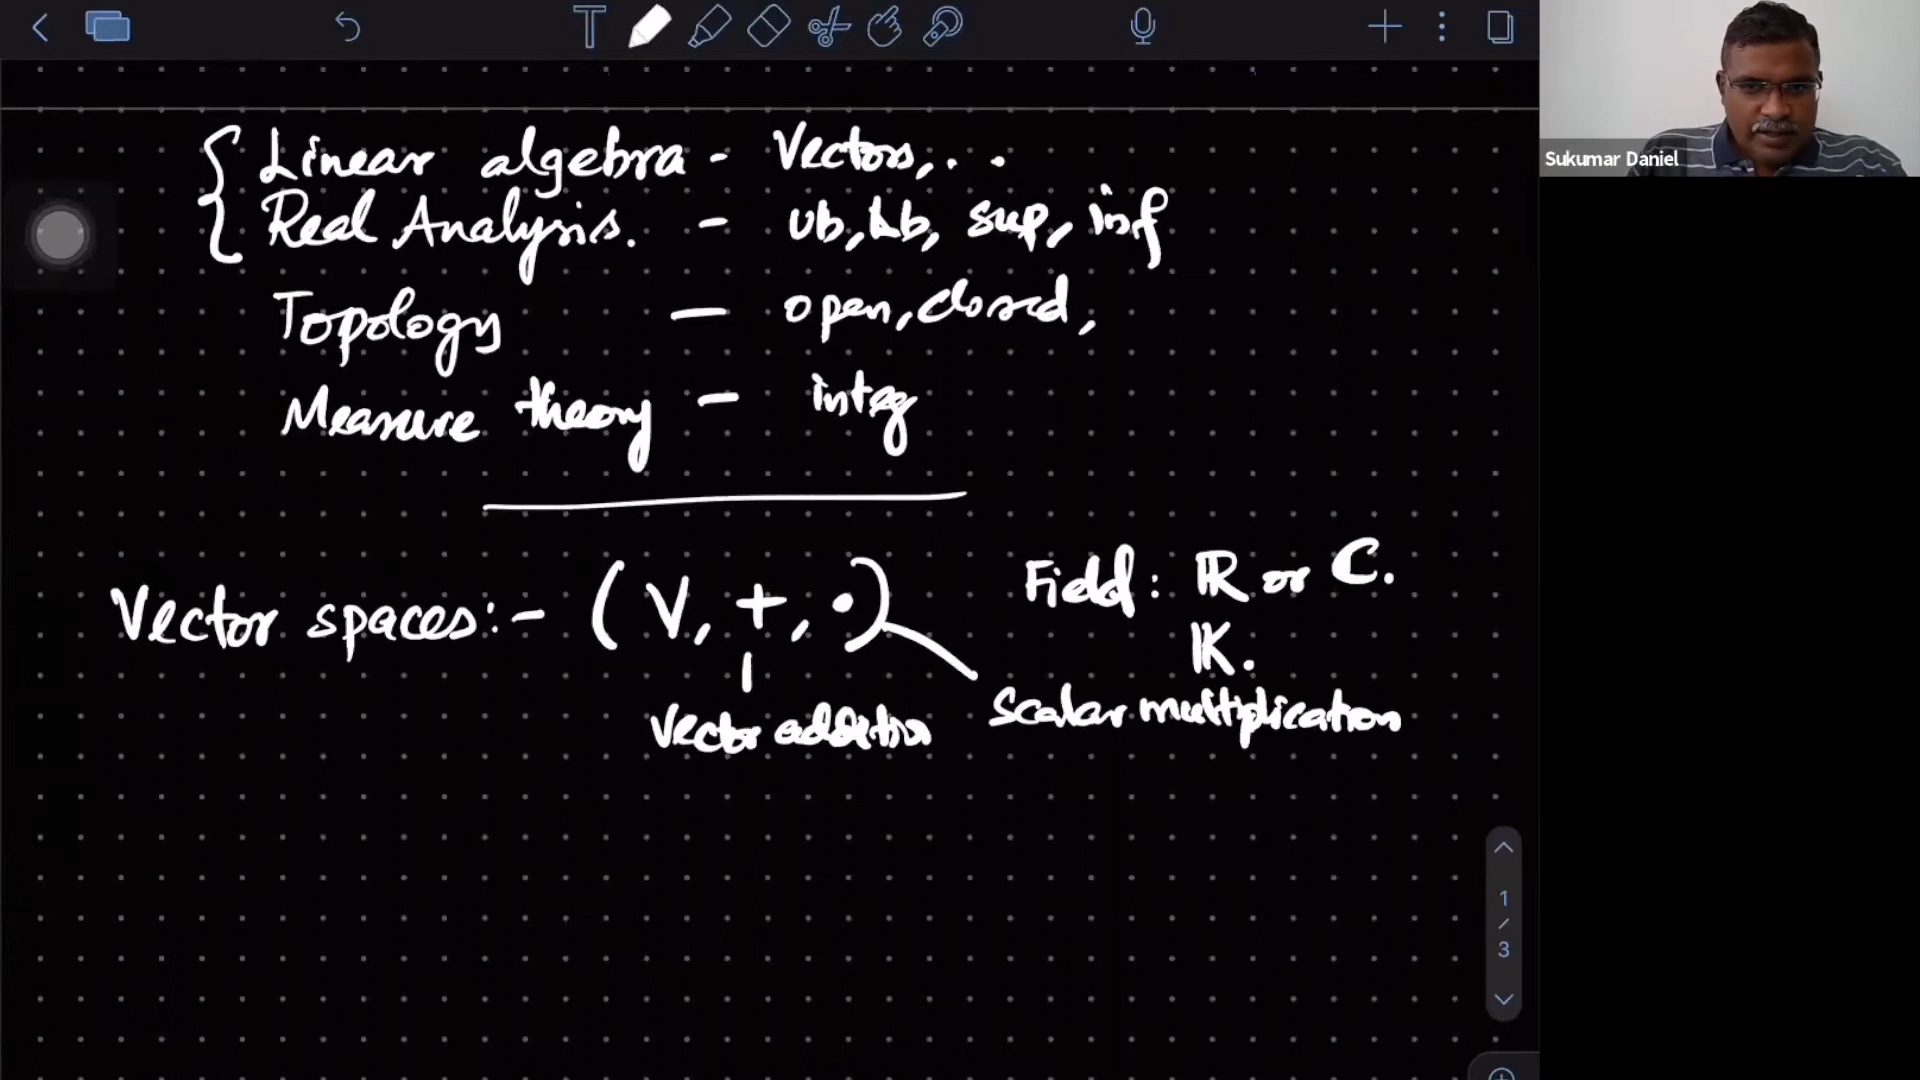 Linear algebra - Vectors, . .
Real Analysis. - ub, lb, sup, inf
Topology — open, closed,
Measure theory — integ
Vector spaces:- (V, +, •)
Field: ℝ or ℂ.
𝕂.
Vector addition
Scalar multiplication
Sukumar Daniel
1
/
3